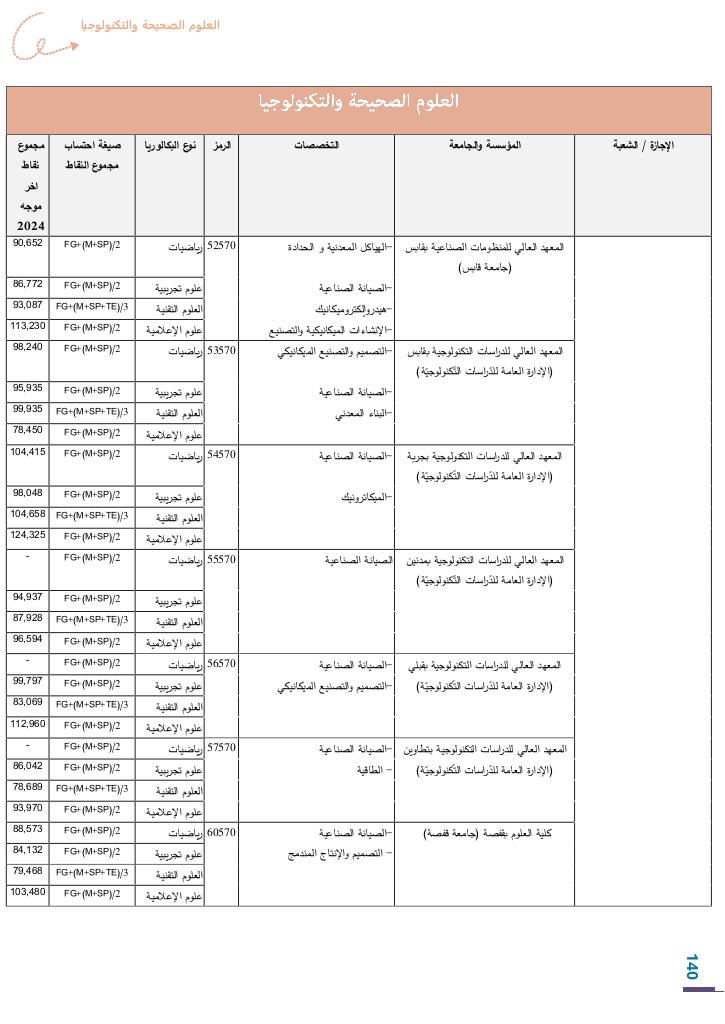 العلوم الصحيحة والتكنولوجيا
العلوم الصحيحة والتكنولوجيا
الإجازة / الشعبة المؤسسة والجامعة التخصصات الرمز نوع البكالوريا صيغة احتساب مجموع
مجموع النقاط نقاط
اخر
موجه
2024
المعهد العالي للمنظومات الصناعية بقابس -الهياكل المعدنية و الحدادة 52570 رياضيات FG+(M+SP)/2 90,652
(جامعة قابس)
-الصيانة الصناعية علوم تجريبية FG+(M+SP)/2 86,772
-هيدروإلكتروميكانيك العلوم التقنية FG+(M+SP+TE)/3 93,087
-الإنشاءات الميكانيكية والتصنيع علوم الإعلامية FG+(M+SP)/2 113,230
المعهد العالي للدراسات التكنولوجية بقابس -التصميم والتصنيع الميكانيكي 53570 رياضيات FG+(M+SP)/2 98,240
(الإدارة العامة للدّراسات التّكنولوجيّة)
-الصيانة الصناعية علوم تجريبية FG+(M+SP)/2 95,935
-البناء المعدني العلوم التقنية FG+(M+SP+TE)/3 99,935
علوم الإعلامية FG+(M+SP)/2 78,450
المعهد العالي للدراسات التكنولوجية بجربة -الصيانة الصناعية 54570 رياضيات FG+(M+SP)/2 104,415
(الإدارة العامة للدّراسات التّكنولوجيّة)
-الميكاترونيك علوم تجريبية FG+(M+SP)/2 98,048
العلوم التقنية FG+(M+SP+TE)/3 104,658
علوم الإعلامية FG+(M+SP)/2 124,325
المعهد العالي للدراسات التكنولوجية بمدنين الصيانة الصناعية 55570 رياضيات FG+(M+SP)/2 -
(الإدارة العامة للدّراسات التّكنولوجيّة)
علوم تجريبية FG+(M+SP)/2 94,937
العلوم التقنية FG+(M+SP+TE)/3 87,928
علوم الإعلامية FG+(M+SP)/2 96,594
المعهد العالي للدراسات التكنولوجية بقبلي -الصيانة الصناعية 56570 رياضيات FG+(M+SP)/2 -
(الإدارة العامة للدّراسات التّكنولوجيّة) -التصميم والتصنيع الميكانيكي علوم تجريبية FG+(M+SP)/2 99,797
العلوم التقنية FG+(M+SP+TE)/3 83,069
علوم الإعلامية FG+(M+SP)/2 112,960
المعهد العالي للدراسات التكنولوجية بتطاوين -الصيانة الصناعية 57570 رياضيات FG+(M+SP)/2 -
(الإدارة العامة للدّراسات التّكنولوجيّة) - الطاقية علوم تجريبية FG+(M+SP)/2 86,042
العلوم التقنية FG+(M+SP+TE)/3 78,689
علوم الإعلامية FG+(M+SP)/2 93,970
كلية العلوم بقفصة (جامعة قفصة) -الصيانة الصناعية 60570 رياضيات FG+(M+SP)/2 88,573
- التصميم والإنتاج المندمج علوم تجريبية FG+(M+SP)/2 84,132
العلوم التقنية FG+(M+SP+TE)/3 79,468
علوم الإعلامية FG+(M+SP)/2 103,480
140